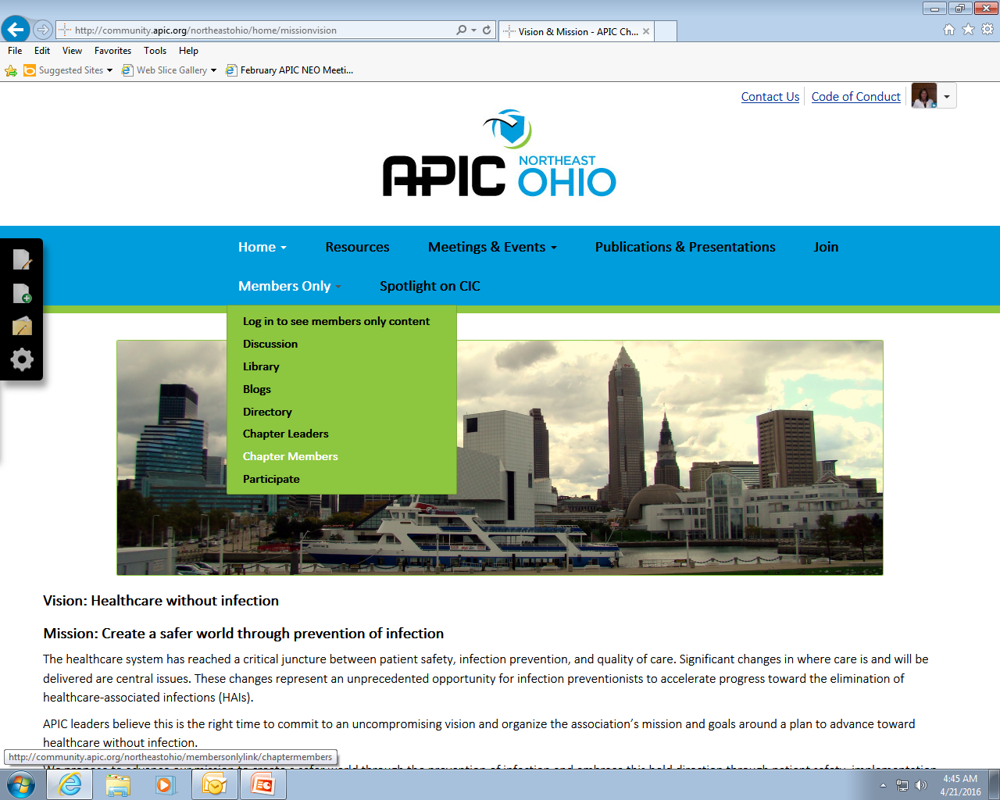 http://community.apic.org/northeastohio/home/missionvision
Vision & Mission - APIC Ch...
File Edit View Favorites Tools Help
Suggested Sites
Web Slice Gallery
February APIC NEO Meeti...
Contact Us
Code of Conduct
APIC NORTHEAST OHIO
Home Resources Meetings & Events Publications & Presentations Join
Members Only Spotlight on CIC
Log in to see members only content
Discussion
Library
Blogs
Directory
Chapter Leaders
Chapter Members
Participate
Vision: Healthcare without infection
Mission: Create a safer world through prevention of infection
The healthcare system has reached a critical juncture between patient safety, infection prevention, and quality of care. Significant changes in where care is and will be
delivered are central issues. These changes represent an unprecedented opportunity for infection preventionists to accelerate progress toward the elimination of
healthcare-associated infections (HAIs).
APIC leaders believe this is the right time to commit to an uncompromising vision and organize the association's mission and goals around a plan to advance toward
healthcare without infection.
http://community.apic.org/northeastohio/membersonlylink/chaptermembers
4:45 AM
4/21/2016